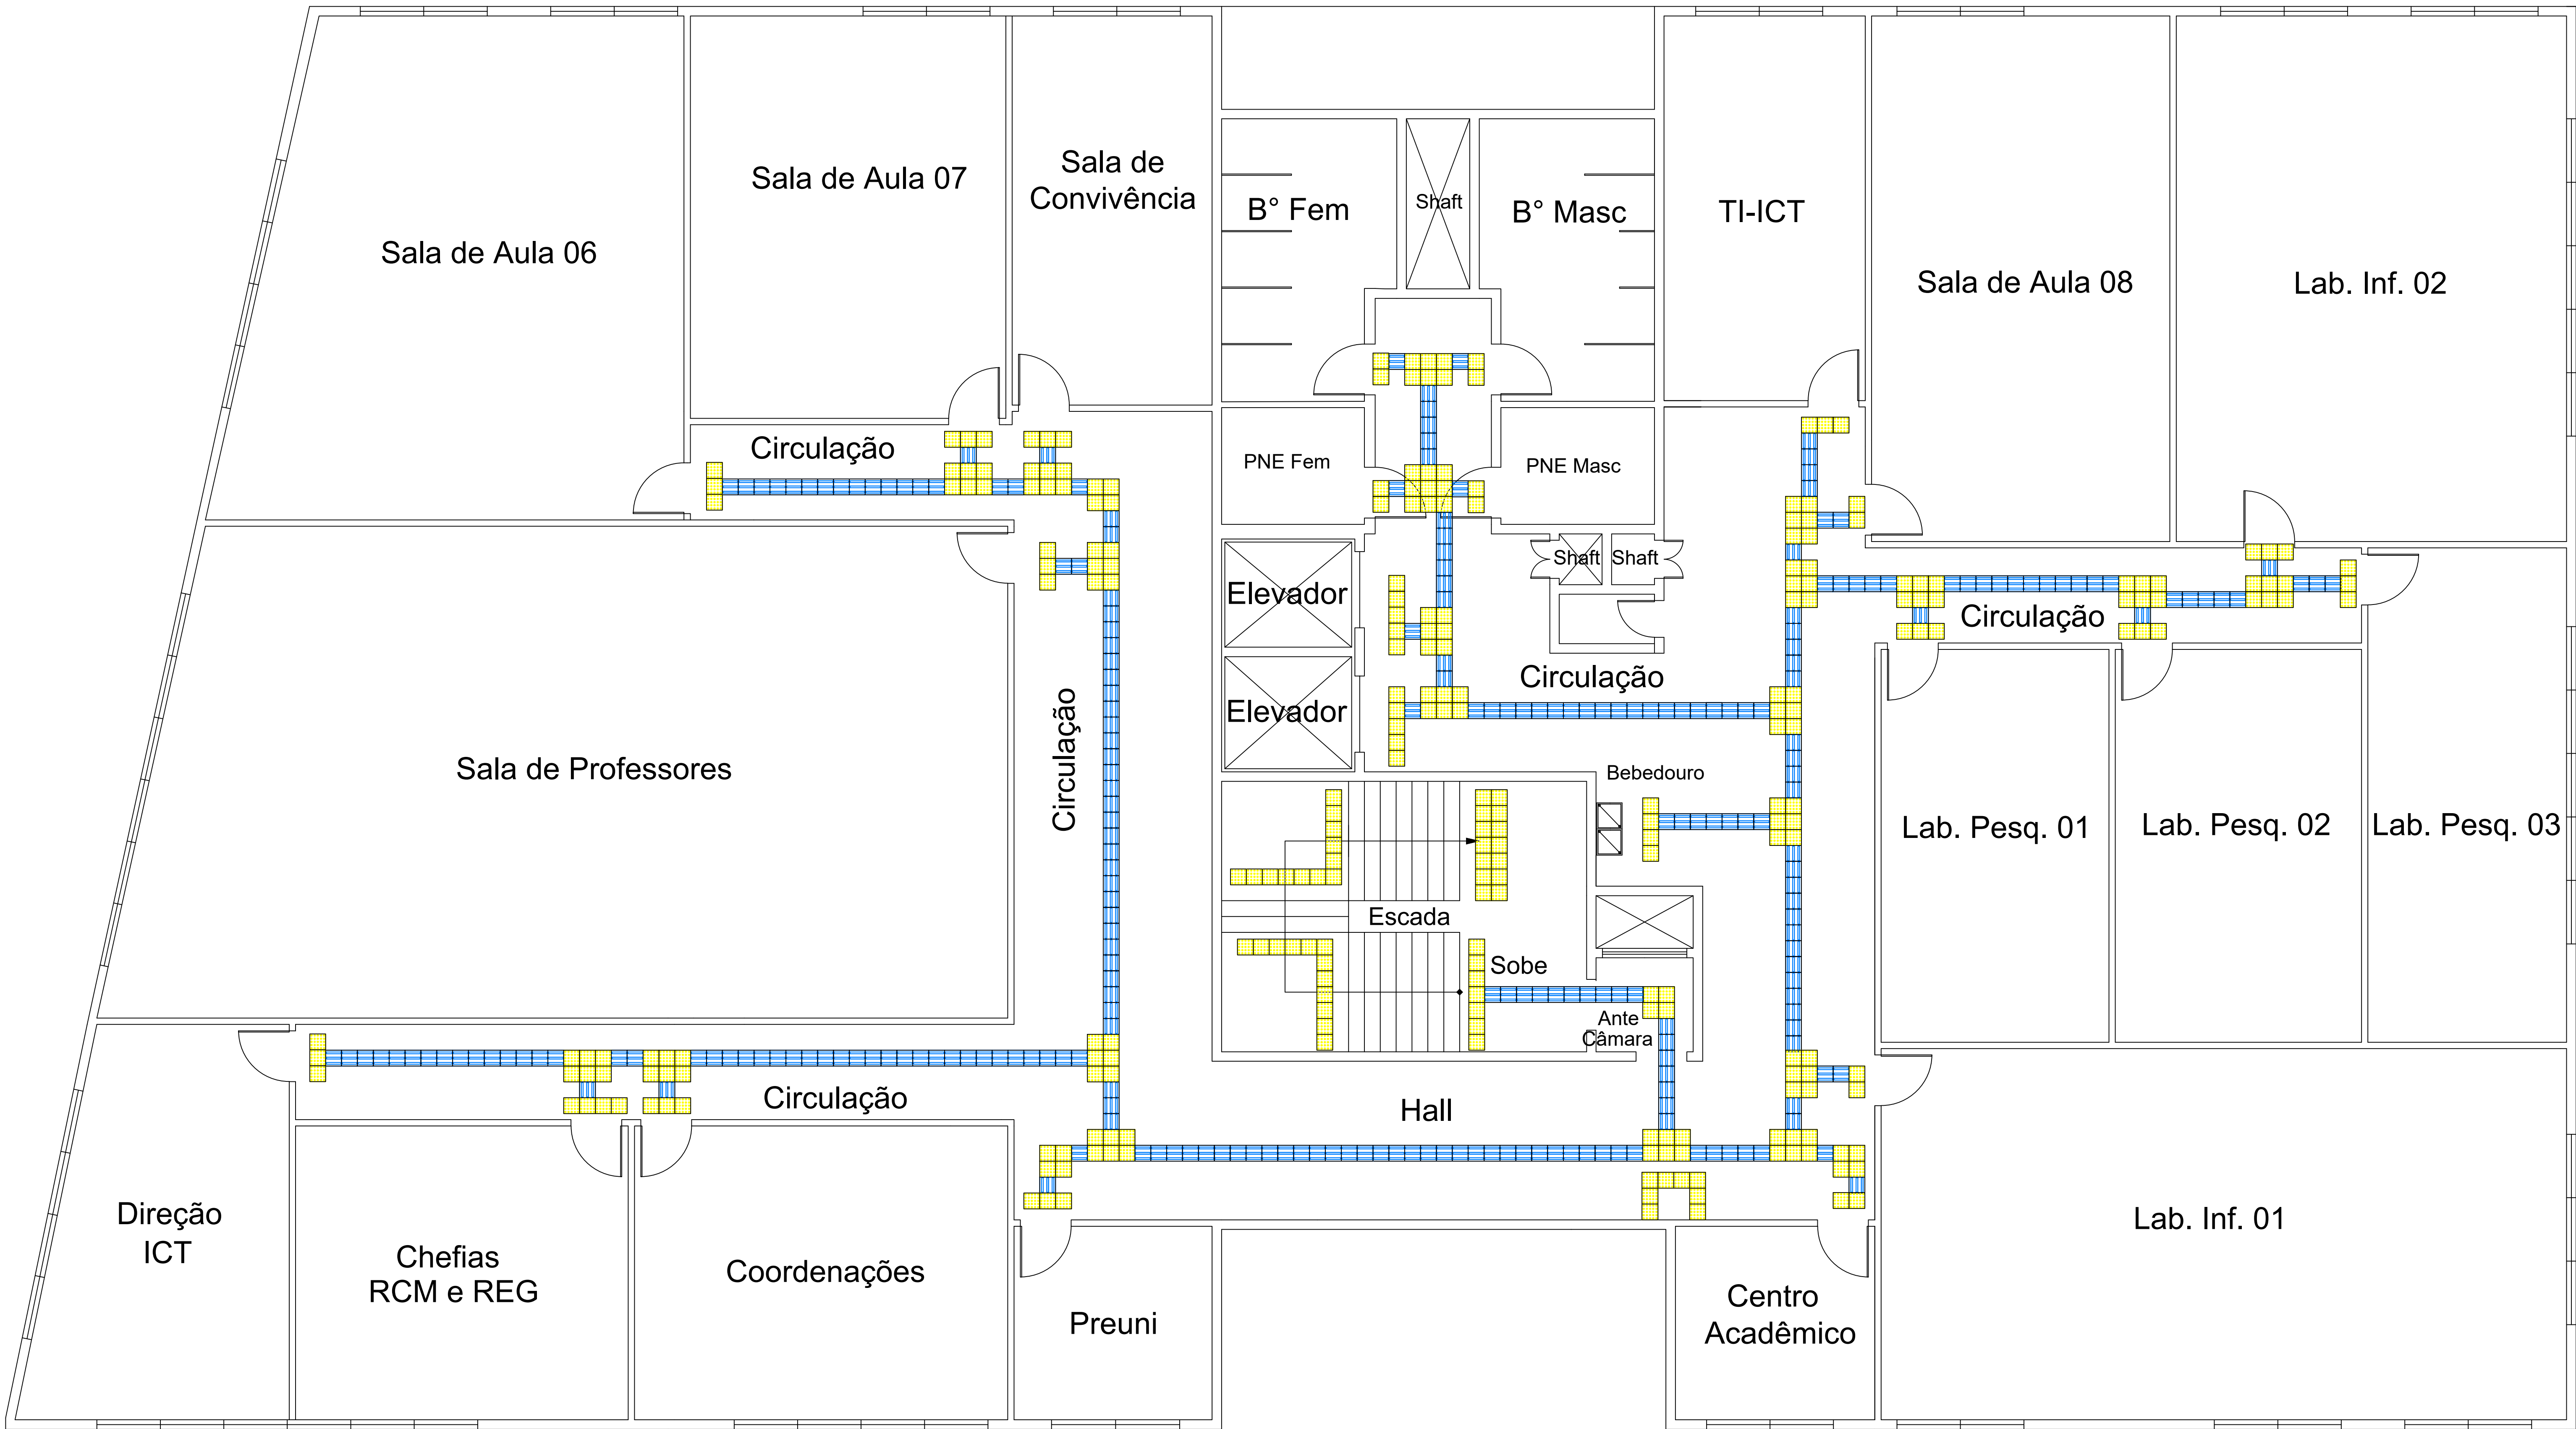 Sala de Aula 06
Sala de Aula 07
Sala de
Convivência
B° Fem
Shaft
B° Masc
TI-ICT
Sala de Aula 08
Lab. Inf. 02
Circulação
PNE Fem
PNE Masc
Elevador
Shaft
Shaft
Circulação
Circulação
Elevador
Sala de Professores
Circulação
Bebedouro
Lab. Pesq. 01
Lab. Pesq. 02
Lab. Pesq. 03
Escada
Sobe
Ante
Câmara
Circulação
Hall
Direção
ICT
Chefias
RCM e REG
Coordenações
Preuni
Centro
Acadêmico
Lab. Inf. 01